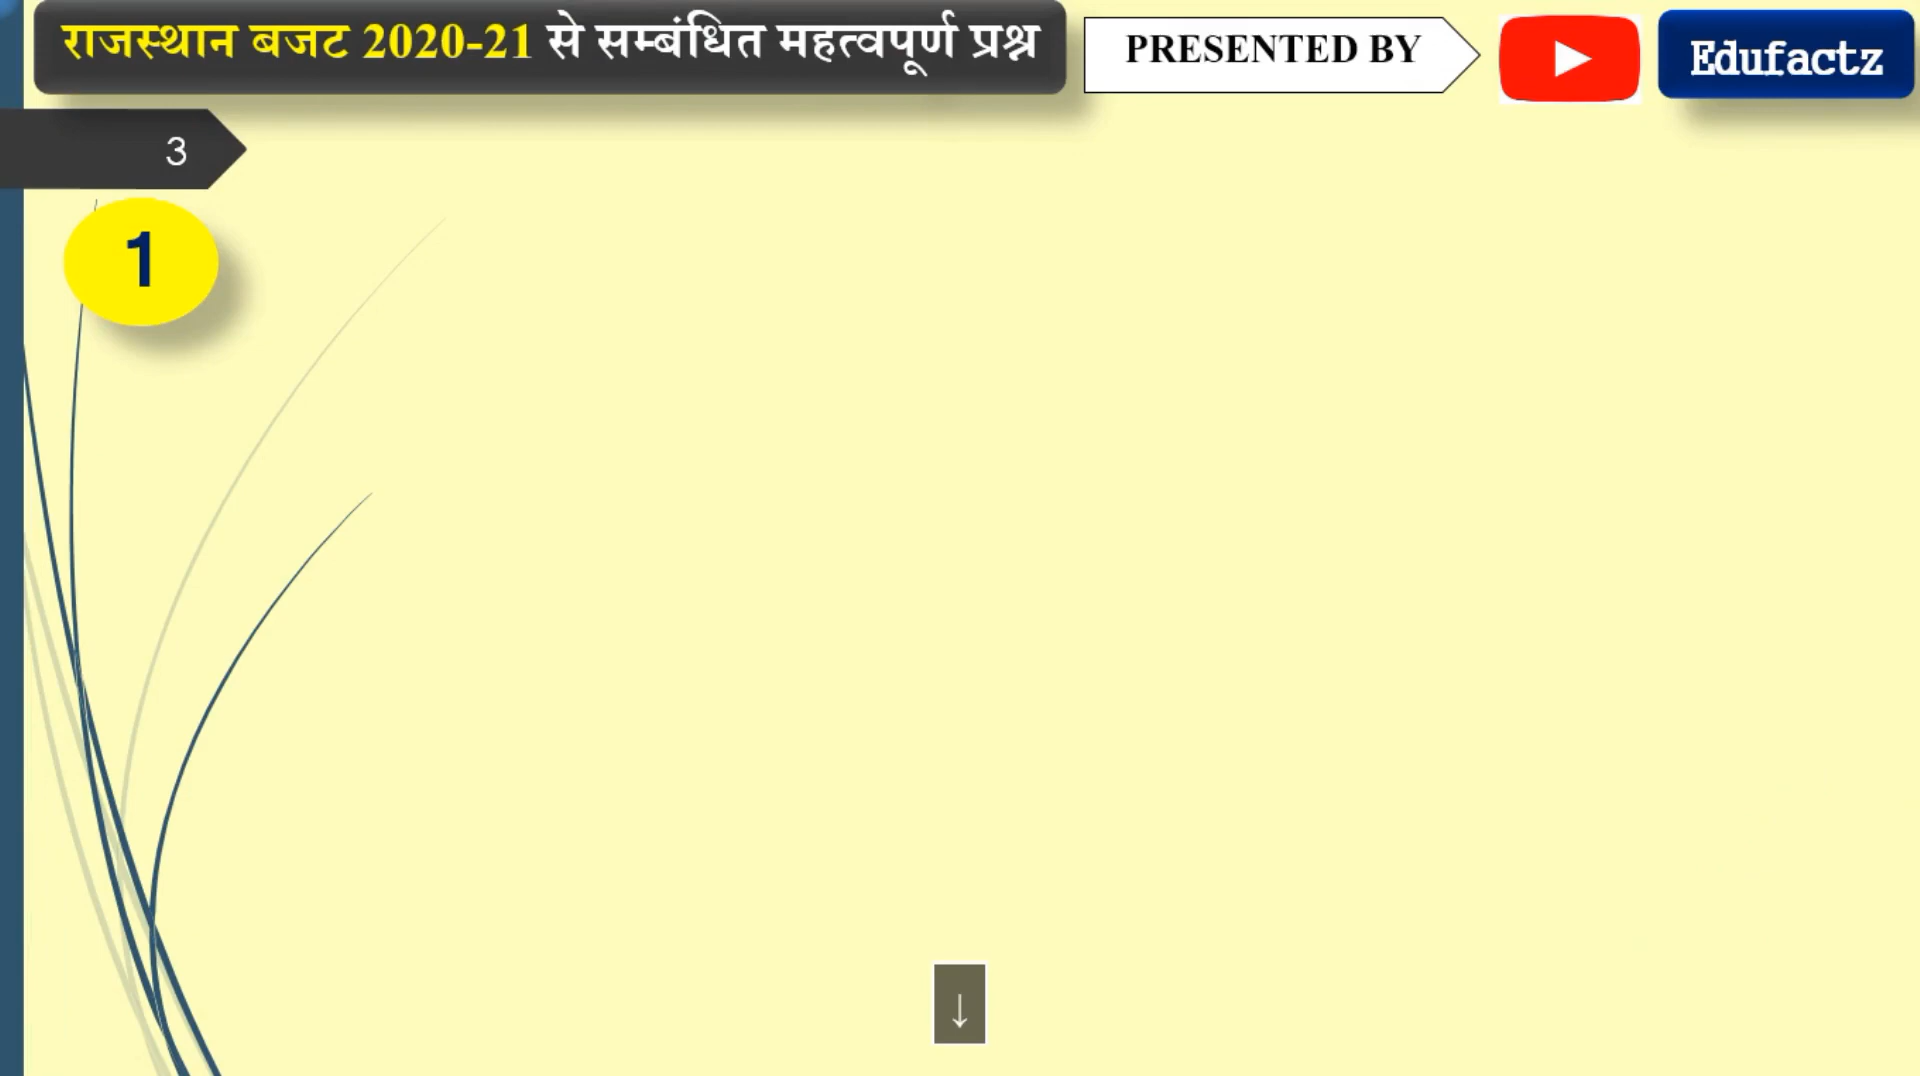 राजस्थान बजट 2020-21 से सम्बंधित महत्वपूर्ण प्रश्न
PRESENTED BY
Edufactz
3
1
↓